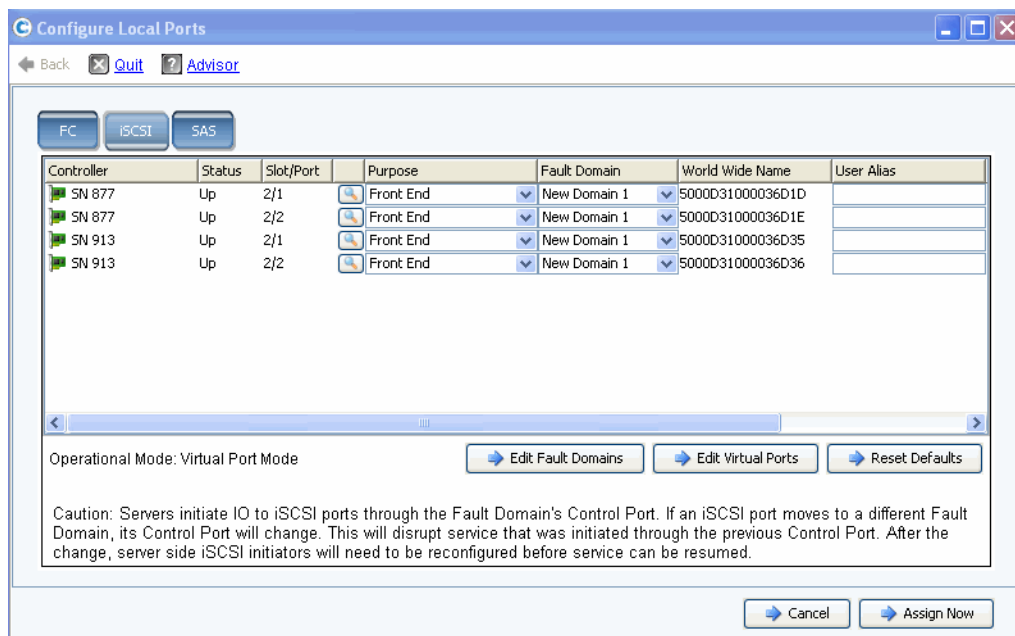 Configure Local Ports
Back Quit ? Advisor
FC iSCSI SAS
Controller Status Slot/Port Purpose Fault Domain World Wide Name User Alias
SN 877 Up 2/1 Front End New Domain 1 5000D31000036D1D
SN 877 Up 2/2 Front End New Domain 1 5000D31000036D1E
SN 913 Up 2/1 Front End New Domain 1 5000D31000036D35
SN 913 Up 2/2 Front End New Domain 1 5000D31000036D36
Operational Mode: Virtual Port Mode Edit Fault Domains Edit Virtual Ports Reset Defaults
Caution: Servers initiate IO to iSCSI ports through the Fault Domain's Control Port. If an iSCSI port moves to a different Fault
Domain, its Control Port will change. This will disrupt service that was initiated through the previous Control Port. After the
change, server side iSCSI initiators will need to be reconfigured before service can be resumed.
Cancel Assign Now